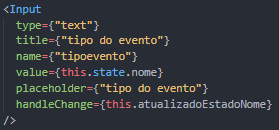 <Input
type={"text"}
title={"tipo do evento"}
name={"tipoevento"}
value={this.state.nome}
placeholder={"tipo do evento"}
handleChange={this.atualizadoEstadoNome}
/>